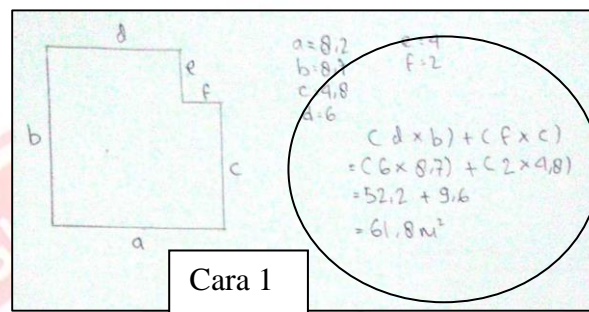 d
e
f
b
c
a
a=8,2
b=8,7
c=4,8
d=6
e=4
f=2
(d x b) + (f x c)
=(6 x 8,7) + (2 x 4,8)
=52,2 + 9,6
=61,8 m²
Cara 1